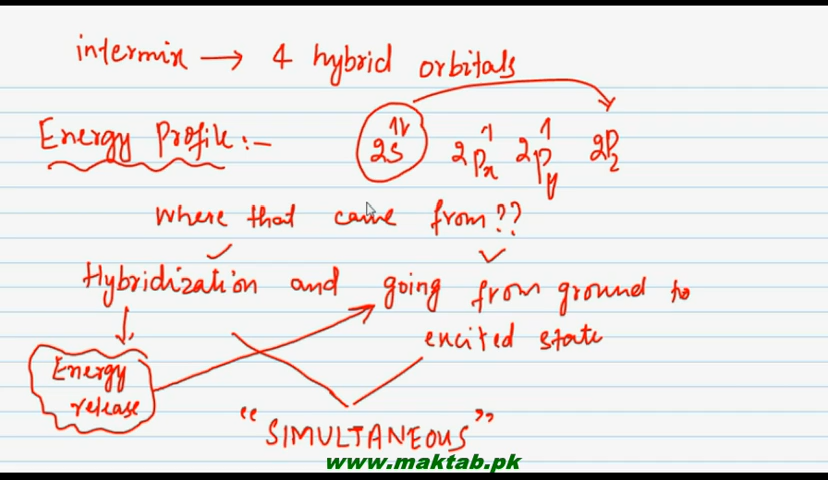 intermix → 4 hybrid orbitals
Energy Profile:- 2s 2px 2py 2pz
Where that came from??
Hybridization and going from ground to
excited state
Energy
release
"SIMULTANEOUS"
www.maktab.pk